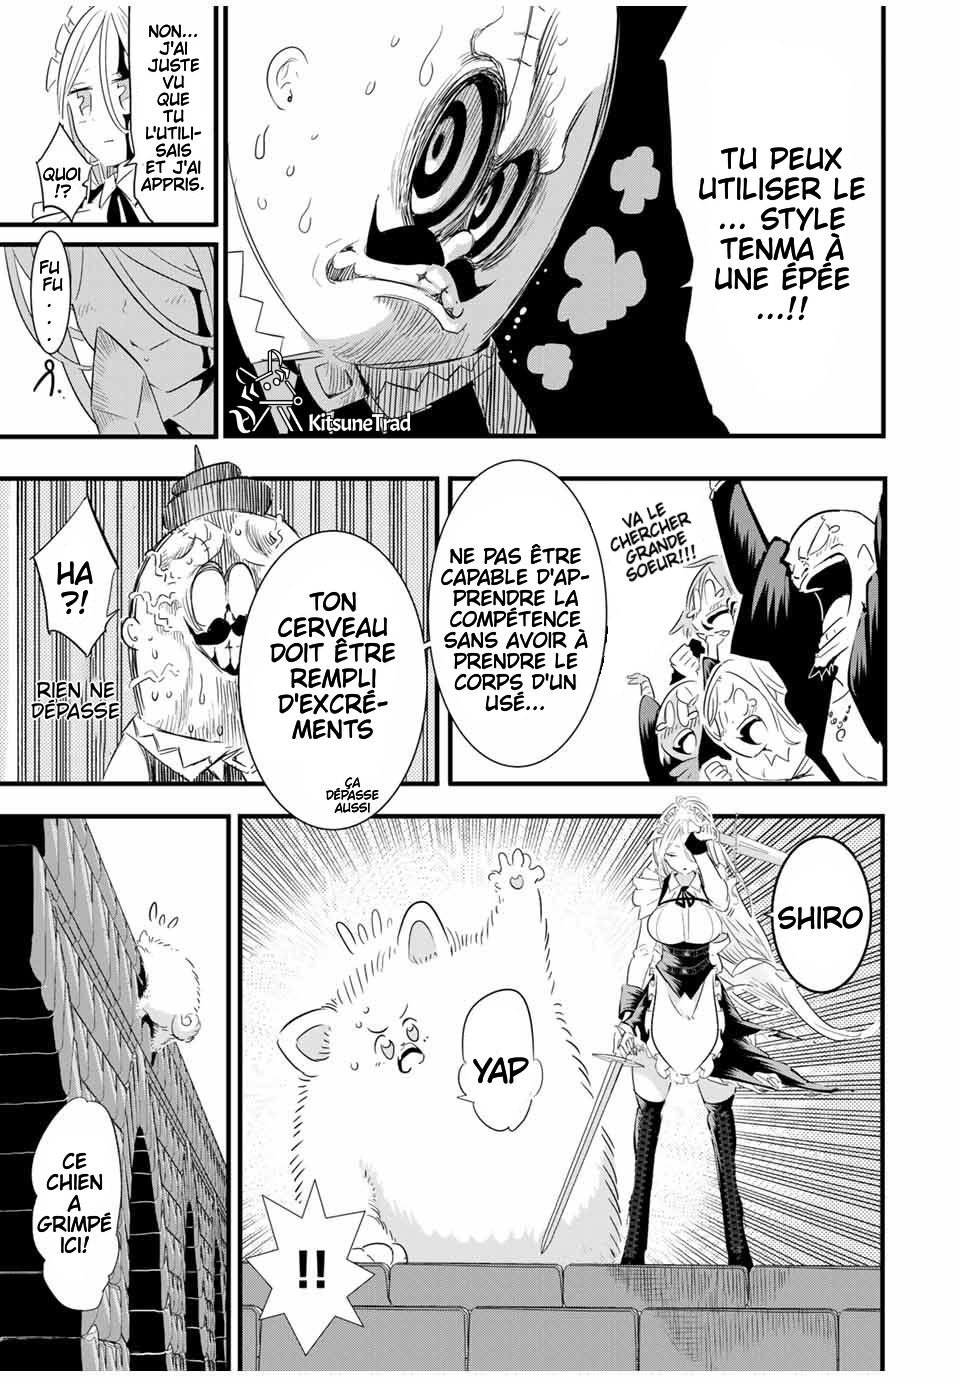 TU PEUX
UTILISER LE
... STYLE
TENMA À
UNE ÉPÉE
...!!
NON...
J'AI
JUSTE
VU
QUE
TU
L'UTILI-
SAIS
ET J'AI
APPRIS.
QUOI
!?
FU
FU
.
.
.
KitsuneTrad
VA LE
CHERCHER
GRANDE
SOEUR!!!
NE PAS ÊTRE
CAPABLE D'AP-
PRENDRE LA
COMPÉTENCE
SANS AVOIR À
PRENDRE LE
CORPS D'UN
USÉ...
TON
CERVEAU
DOIT ÊTRE
REMPLI
D'EXCRÉ-
MENTS
ÇA
DÉPASSE
AUSSI
HA
?!
RIEN NE
DÉPASSE
SHIRO
YAP
!!
CE
CHIEN
A
GRIMPÉ
ICI!